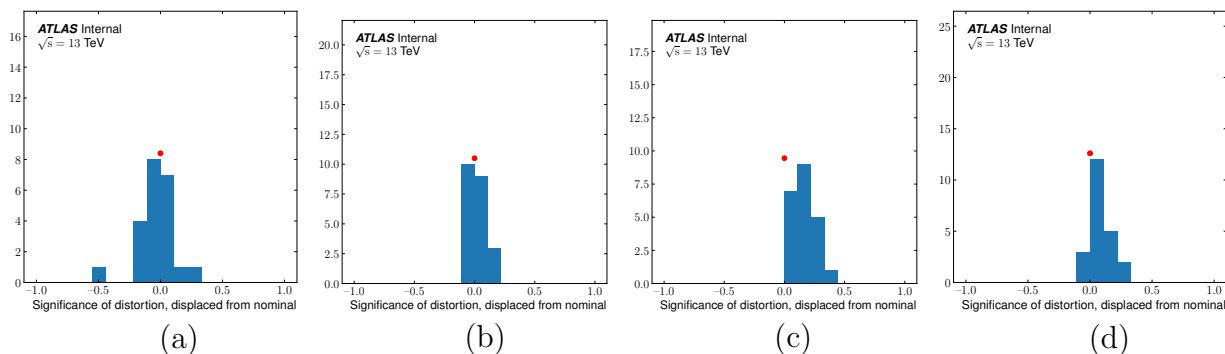 ATLAS Internal
√s = 13 TeV
16
14
12
10
8
6
4
2
0
−1.0 −0.5 0.0 0.5 1.0
Significance of distortion, displaced from nominal
(a)
ATLAS Internal
√s = 13 TeV
20.0
17.5
15.0
12.5
10.0
7.5
5.0
2.5
0.0
−1.0 −0.5 0.0 0.5 1.0
Significance of distortion, displaced from nominal
(b)
ATLAS Internal
√s = 13 TeV
17.5
15.0
12.5
10.0
7.5
5.0
2.5
0.0
−1.0 −0.5 0.0 0.5 1.0
Significance of distortion, displaced from nominal
(c)
ATLAS Internal
√s = 13 TeV
25
20
15
10
5
0
−1.0 −0.5 0.0 0.5 1.0
Significance of distortion, displaced from nominal
(d)